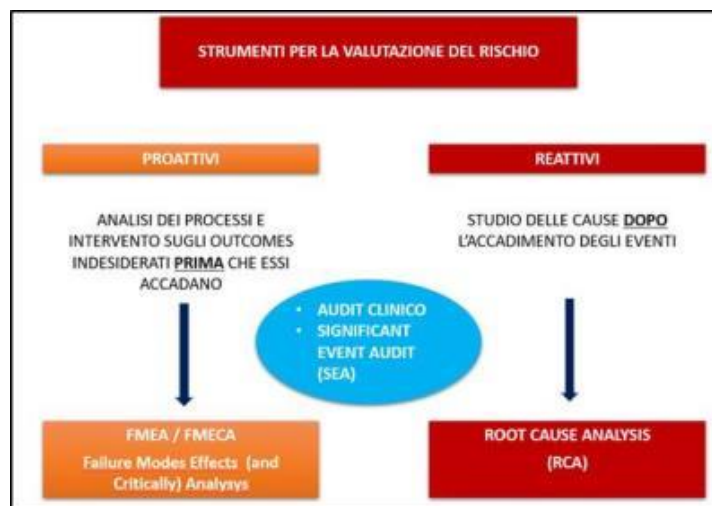 STRUMENTI PER LA VALUTAZIONE DEL RISCHIO
PROATTIVI
ANALISI DEI PROCESSI E
INTERVENTO SUGLI OUTCOMES
INDESIDERATI PRIMA CHE ESSI
ACCADANO
REATTIVI
STUDIO DELLE CAUSE DOPO
L'ACCADIMENTO DEGLI EVENTI
• AUDIT CLINICO
• SIGNIFICANT
EVENT AUDIT
(SEA)
FMEA / FMECA
Failure Modes Effects (and
Critically) Analysys
ROOT CAUSE ANALYSIS
(RCA)